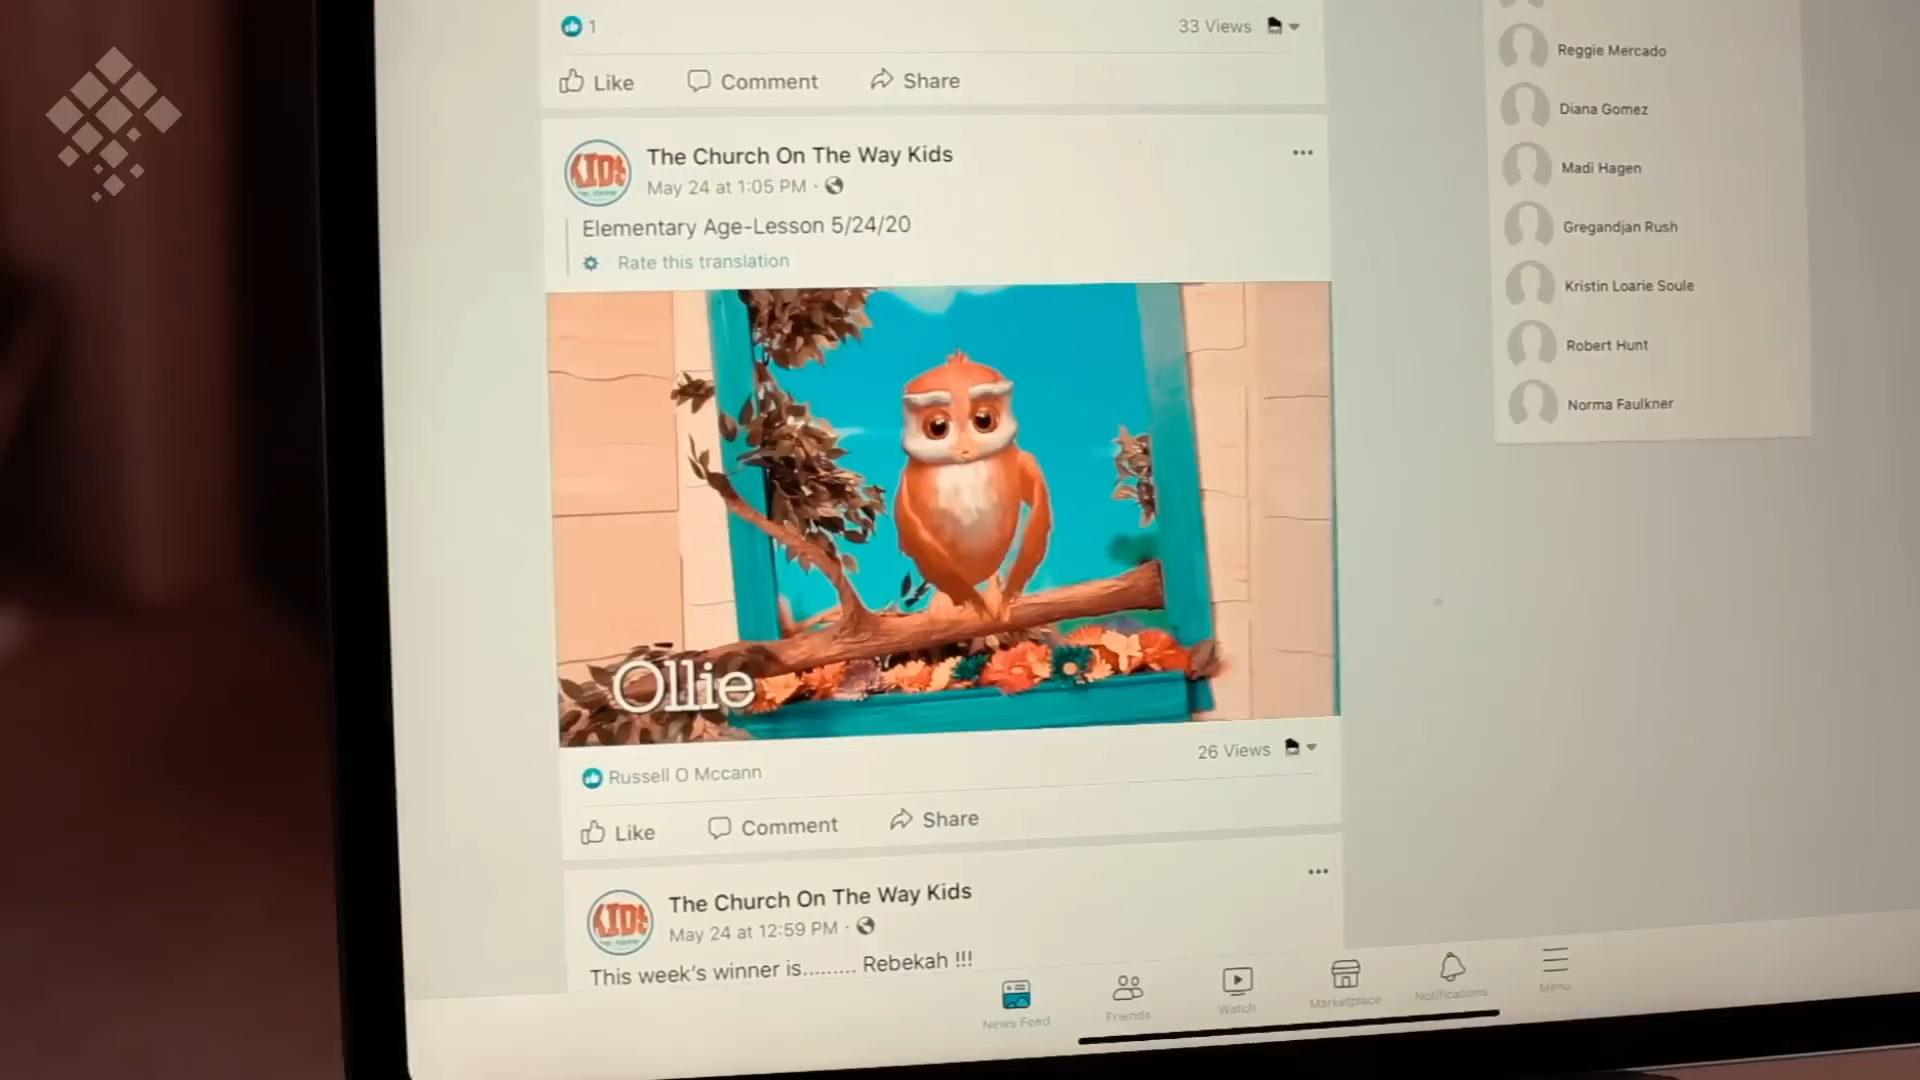 1
33 Views
Like
Comment
Share
KIDS
The Church On The Way Kids
May 24 at 1:05 PM ·
Elementary Age-Lesson 5/24/20
Rate this translation
Ollie
Russell O Mccann
26 Views
Like
Comment
Share
KIDS
The Church On The Way Kids
May 24 at 12:59 PM ·
This week's winner is......... Rebekah !!!
News Feed
Friends
Watch
Marketplace
Notifications
Menu
Reggie Mercado
Diana Gomez
Madi Hagen
Gregandjan Rush
Kristin Loarie Soule
Robert Hunt
Norma Faulkner